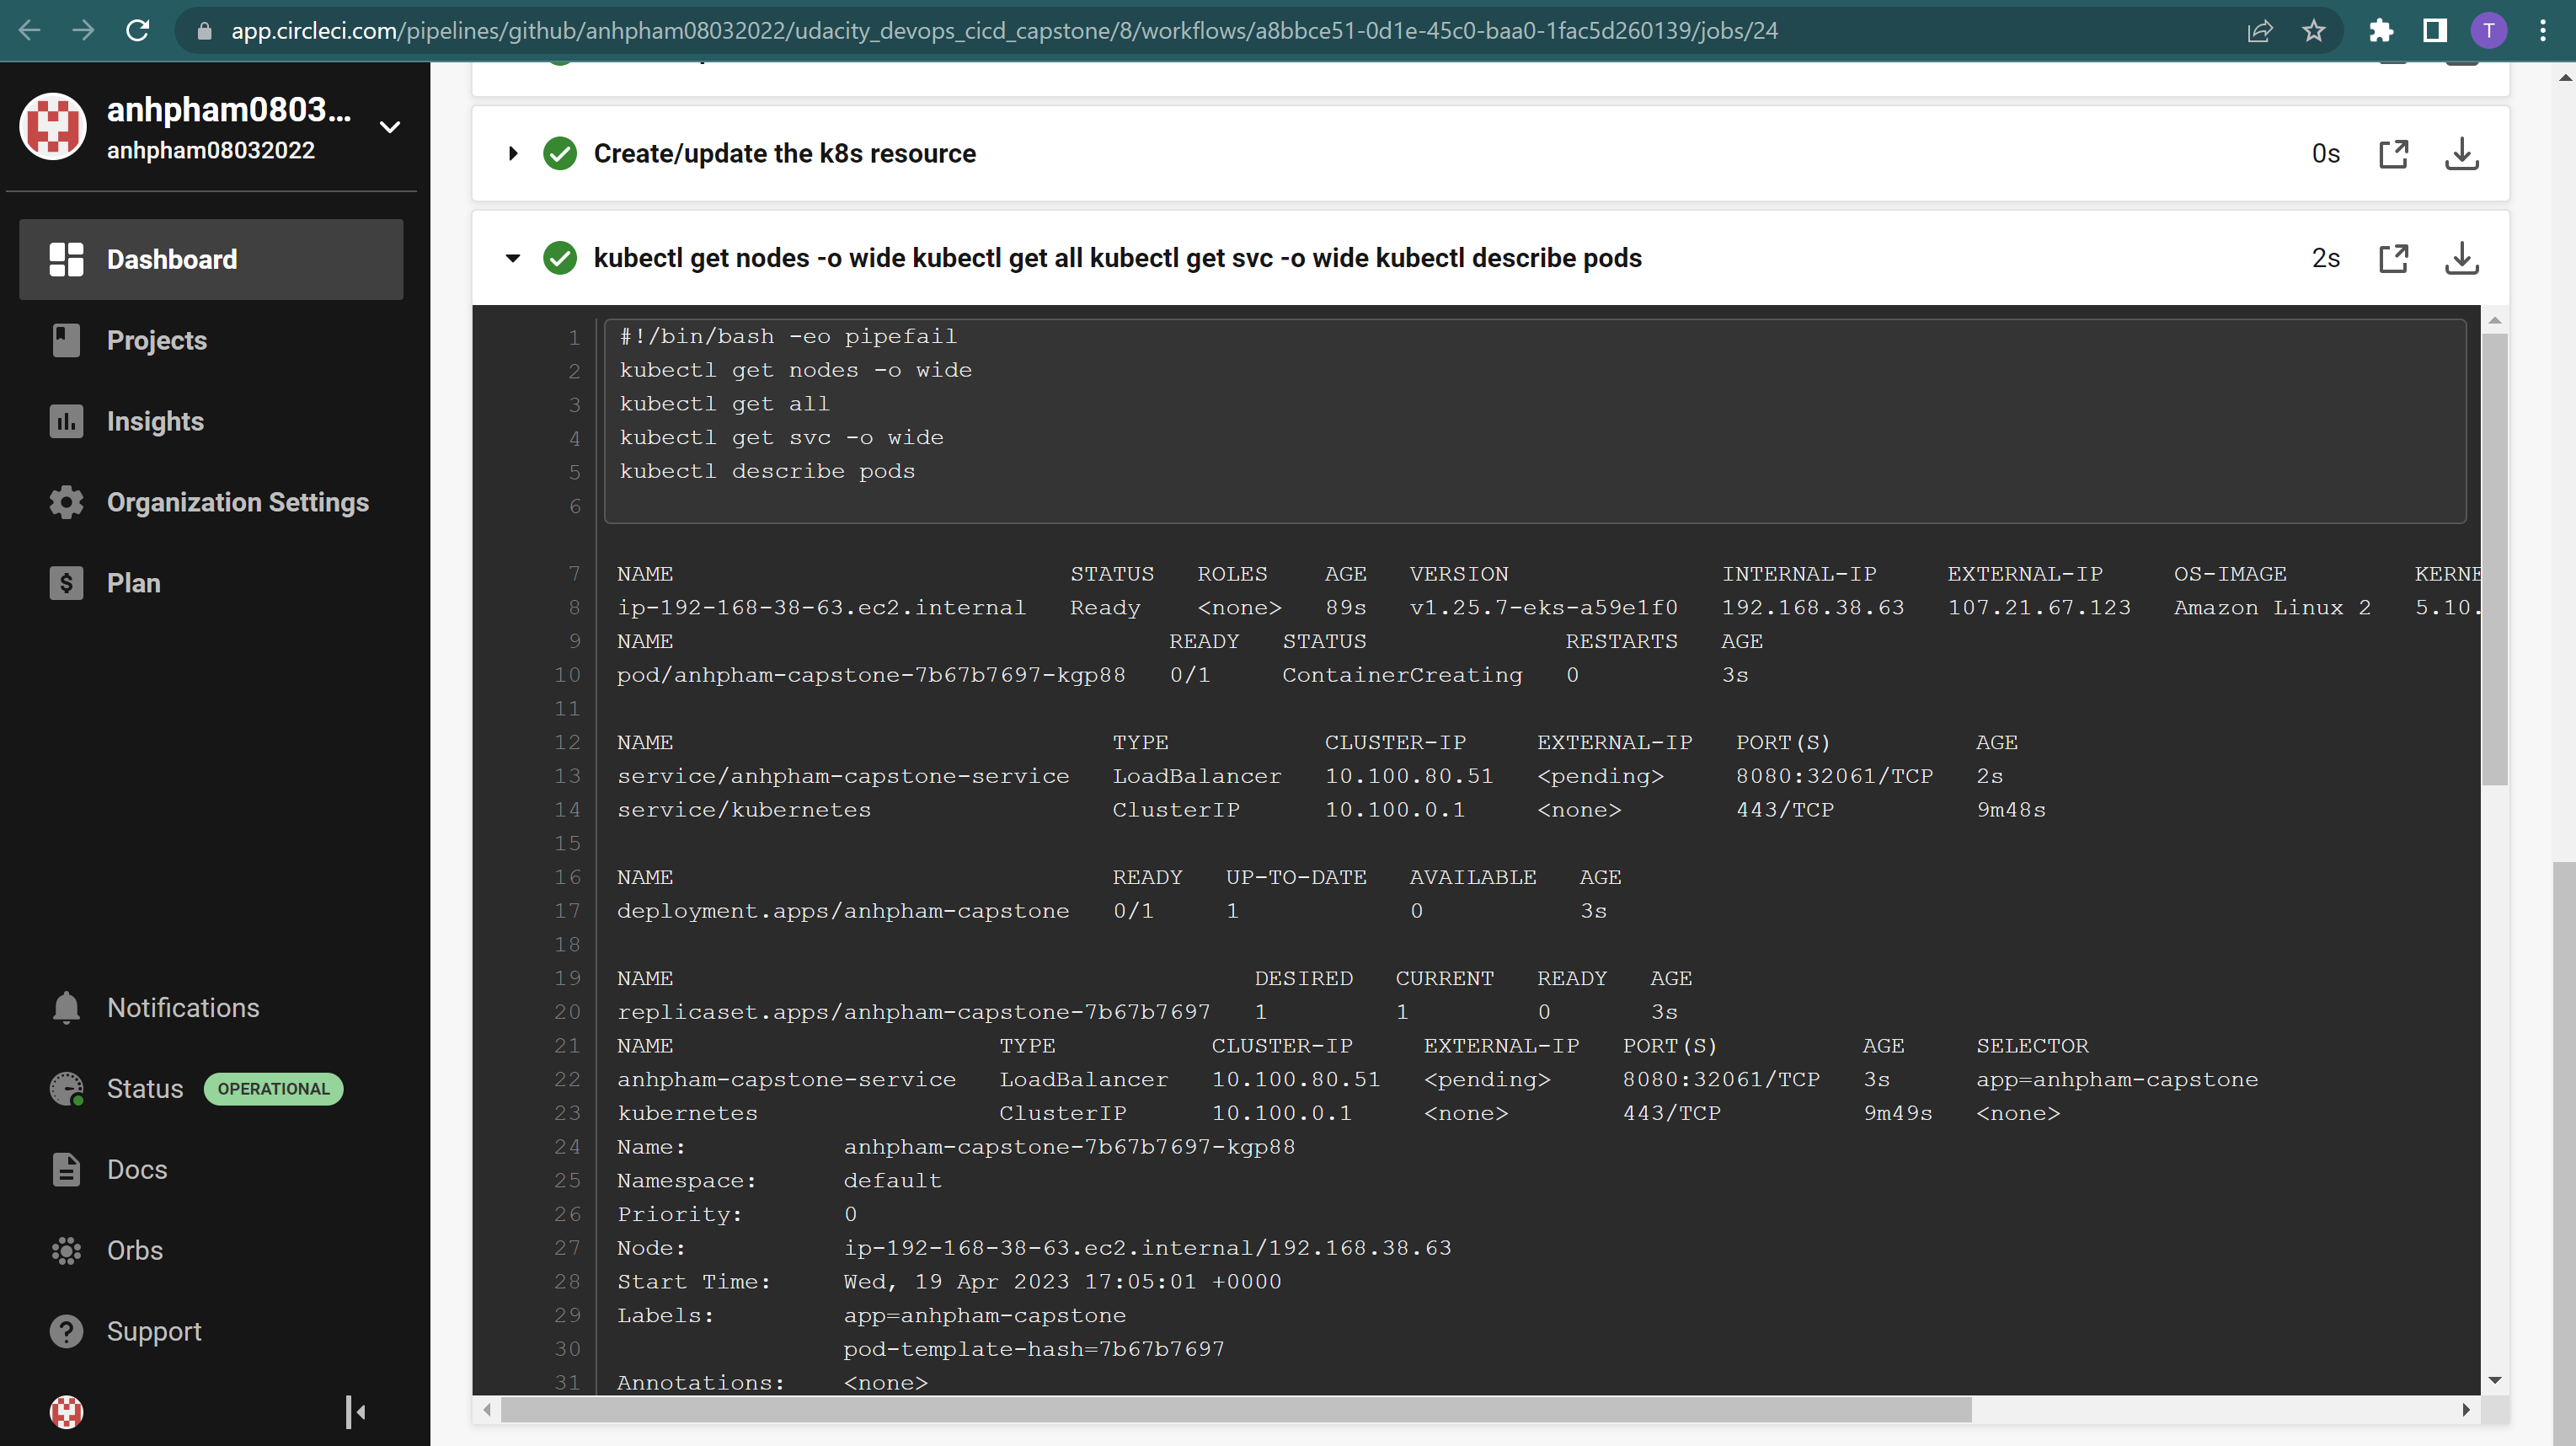 app.circleci.com/pipelines/github/anhpham08032022/udacity_devops_cicd_capstone/8/workflows/a8bbce51-0d1e-45c0-baa0-1fac5d260139/jobs/24
T
anhpham0803...
anhpham08032022
Dashboard
Projects
Insights
Organization Settings
Plan
Notifications
Status OPERATIONAL
Docs
Orbs
Support
Create/update the k8s resource 0s
kubectl get nodes -o wide kubectl get all kubectl get svc -o wide kubectl describe pods 2s
1 #!/bin/bash -eo pipefail
2 kubectl get nodes -o wide
3 kubectl get all
4 kubectl get svc -o wide
5 kubectl describe pods
6
7 NAME STATUS ROLES AGE VERSION INTERNAL-IP EXTERNAL-IP OS-IMAGE KERNE
8 ip-192-168-38-63.ec2.internal Ready <none> 89s v1.25.7-eks-a59e1f0 192.168.38.63 107.21.67.123 Amazon Linux 2 5.10.
9 NAME READY STATUS RESTARTS AGE
10 pod/anhpham-capstone-7b67b7697-kgp88 0/1 ContainerCreating 0 3s
11
12 NAME TYPE CLUSTER-IP EXTERNAL-IP PORT(S) AGE
13 service/anhpham-capstone-service LoadBalancer 10.100.80.51 <pending> 8080:32061/TCP 2s
14 service/kubernetes ClusterIP 10.100.0.1 <none> 443/TCP 9m48s
15
16 NAME READY UP-TO-DATE AVAILABLE AGE
17 deployment.apps/anhpham-capstone 0/1 1 0 3s
18
19 NAME DESIRED CURRENT READY AGE
20 replicaset.apps/anhpham-capstone-7b67b7697 1 1 0 3s
21 NAME TYPE CLUSTER-IP EXTERNAL-IP PORT(S) AGE SELECTOR
22 anhpham-capstone-service LoadBalancer 10.100.80.51 <pending> 8080:32061/TCP 3s app=anhpham-capstone
23 kubernetes ClusterIP 10.100.0.1 <none> 443/TCP 9m49s <none>
24 Name: anhpham-capstone-7b67b7697-kgp88
25 Namespace: default
26 Priority: 0
27 Node: ip-192-168-38-63.ec2.internal/192.168.38.63
28 Start Time: Wed, 19 Apr 2023 17:05:01 +0000
29 Labels: app=anhpham-capstone
30 pod-template-hash=7b67b7697
31 Annotations: <none>